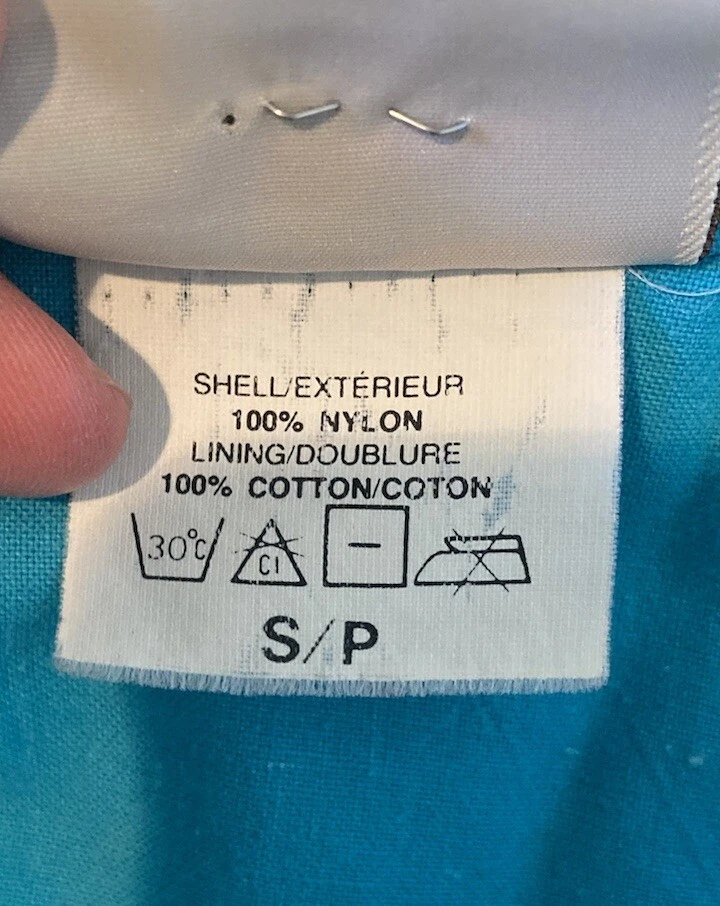 SHELL/EXTÉRIEUR
100% NYLON
LINING/DOUBLURE
100% COTTON/COTON
30°C Cl
S/P